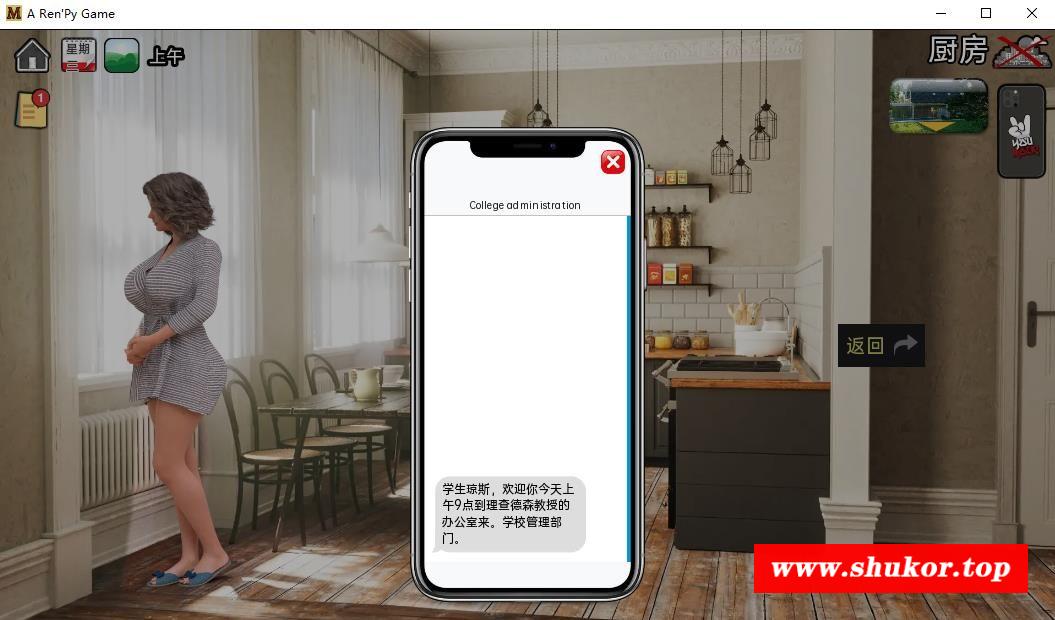 A Ren'Py Game
星期
三
上午
厨房
1
YOU
College administration
返回
学生琼斯，欢迎你今天上
午9点到理查德森教授的
办公室来。学校管理部
门。
www.shukor.top